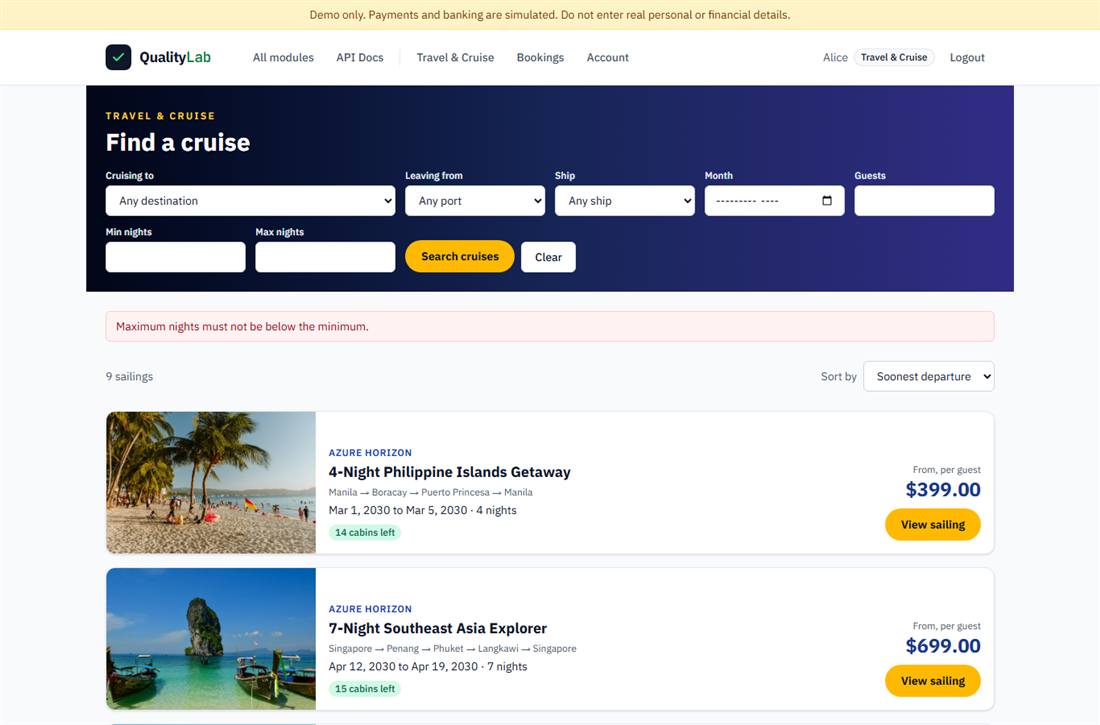 Demo only. Payments and banking are simulated. Do not enter real personal or financial details.
QualityLab
All modules
API Docs
Travel & Cruise
Bookings
Account
Alice
Travel & Cruise
Logout
TRAVEL & CRUISE
Find a cruise
Cruising to
Leaving from
Ship
Month
Guests
Any destination
Any port
Any ship
--------- ----
Min nights
Max nights
Search cruises
Clear
Maximum nights must not be below the minimum.
9 sailings
Sort by
Soonest departure
AZURE HORIZON
4-Night Philippine Islands Getaway
Manila → Boracay → Puerto Princesa → Manila
Mar 1, 2030 to Mar 5, 2030 · 4 nights
14 cabins left
From, per guest
$399.00
View sailing
AZURE HORIZON
7-Night Southeast Asia Explorer
Singapore → Penang → Phuket → Langkawi → Singapore
Apr 12, 2030 to Apr 19, 2030 · 7 nights
15 cabins left
From, per guest
$699.00
View sailing